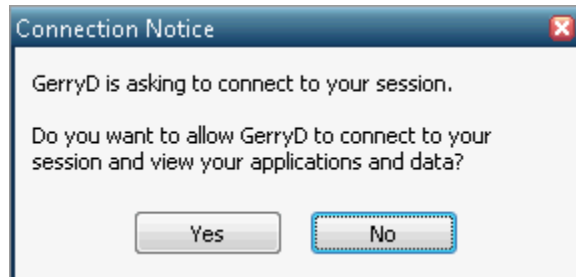 Connection Notice
GerryD is asking to connect to your session.
Do you want to allow GerryD to connect to your
session and view your applications and data?
Yes
No